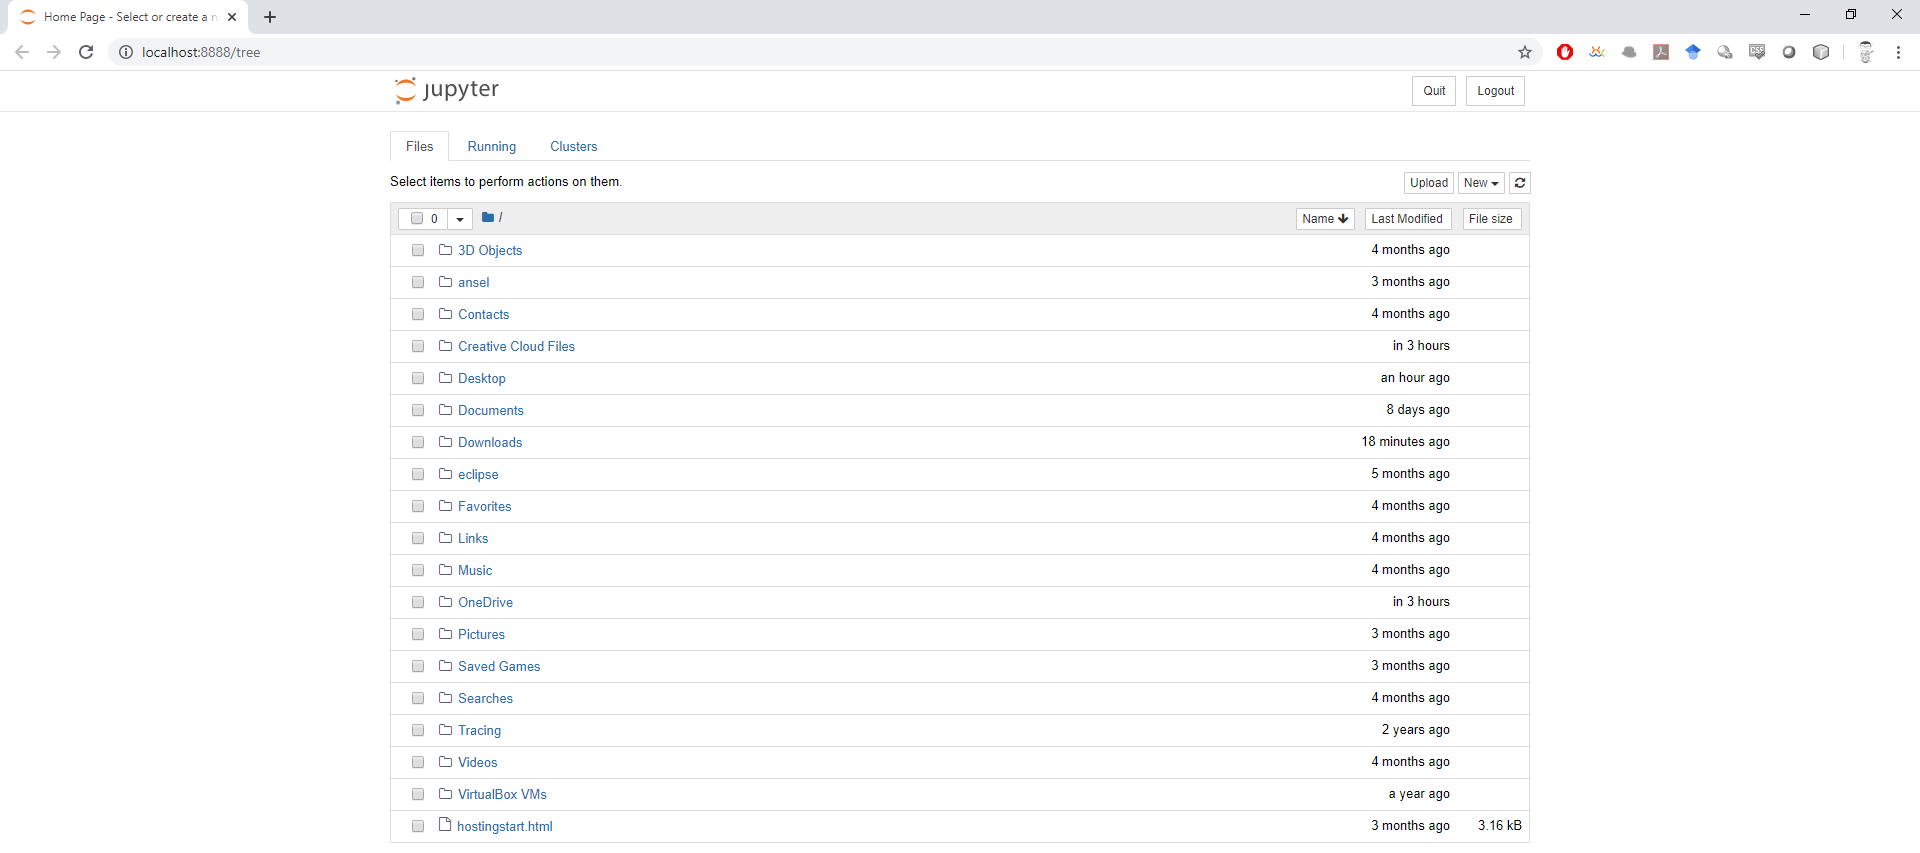 Home Page - Select or create a n
localhost:8888/tree
jupyter
Quit
Logout
Files
Running
Clusters
Select items to perform actions on them.
Upload
New
0
/
Name
Last Modified
File size
3D Objects
4 months ago
ansel
3 months ago
Contacts
4 months ago
Creative Cloud Files
in 3 hours
Desktop
an hour ago
Documents
8 days ago
Downloads
18 minutes ago
eclipse
5 months ago
Favorites
4 months ago
Links
4 months ago
Music
4 months ago
OneDrive
in 3 hours
Pictures
3 months ago
Saved Games
3 months ago
Searches
4 months ago
Tracing
2 years ago
Videos
4 months ago
VirtualBox VMs
a year ago
hostingstart.html
3 months ago
3.16 kB